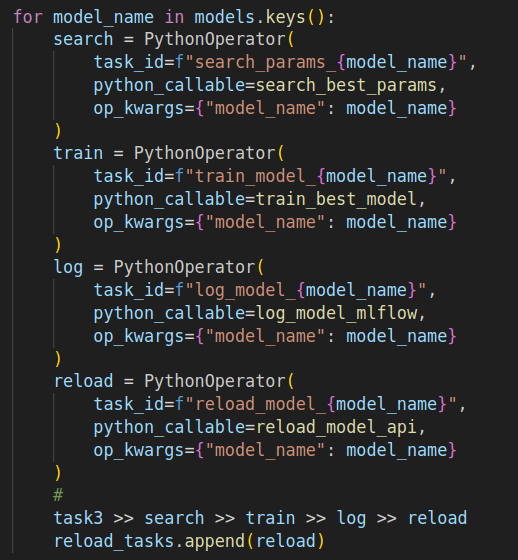 for model_name in models.keys():
    search = PythonOperator(
        task_id=f"search_params_{model_name}",
        python_callable=search_best_params,
        op_kwargs={"model_name": model_name}
    )
    train = PythonOperator(
        task_id=f"train_model_{model_name}",
        python_callable=train_best_model,
        op_kwargs={"model_name": model_name}
    )
    log = PythonOperator(
        task_id=f"log_model_{model_name}",
        python_callable=log_model_mlflow,
        op_kwargs={"model_name": model_name}
    )
    reload = PythonOperator(
        task_id=f"reload_model_{model_name}",
        python_callable=reload_model_api,
        op_kwargs={"model_name": model_name}
    )
    #
    task3 >> search >> train >> log >> reload
    reload_tasks.append(reload)